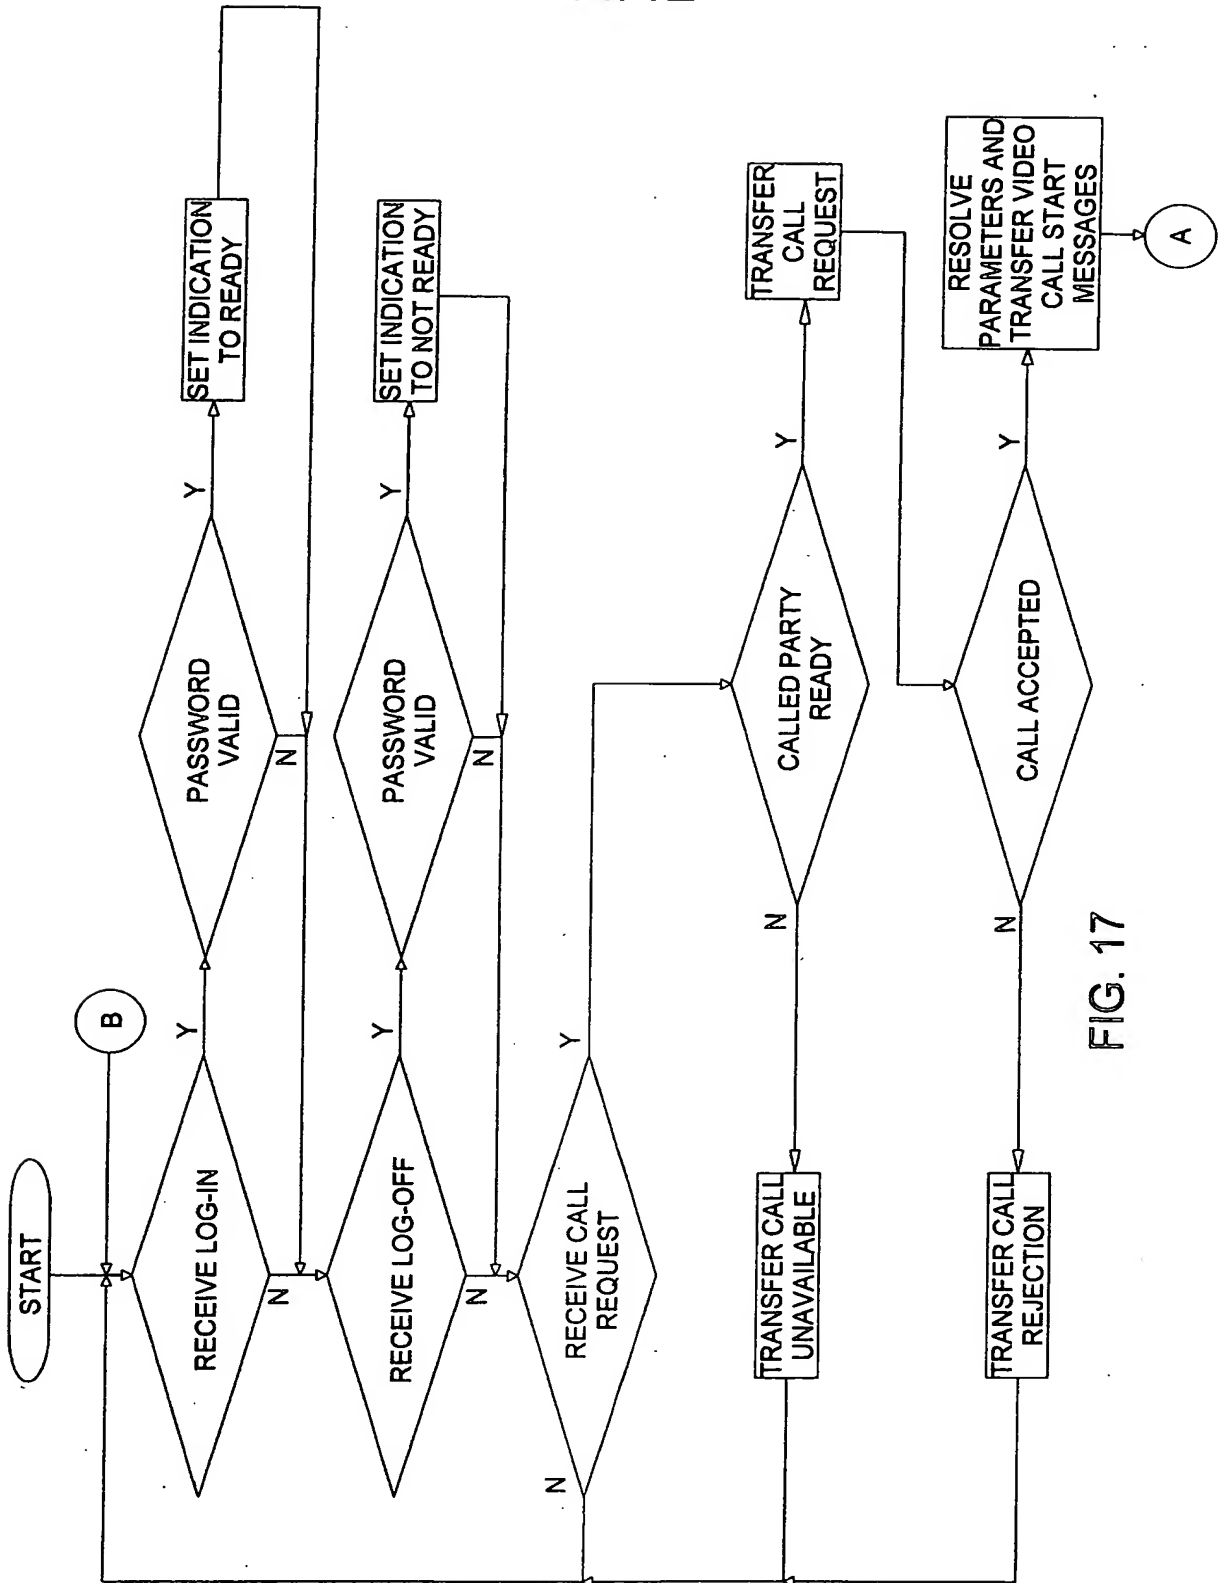 START
B
RECEIVE LOG-IN
Y
N
PASSWORD
VALID
Y
N
SET INDICATION
TO READY
RECEIVE LOG-OFF
Y
N
PASSWORD
VALID
Y
N
SET INDICATION
TO NOT READY
RECEIVE CALL
REQUEST
Y
N
CALLED PARTY
READY
Y
N
TRANSFER
CALL
REQUEST
TRANSFER CALL
UNAVAILABLE
CALL ACCEPTED
Y
N
RESOLVE
PARAMETERS AND
TRANSFER VIDEO
CALL START
MESSAGES
TRANSFER CALL
REJECTION
A
FIG. 17